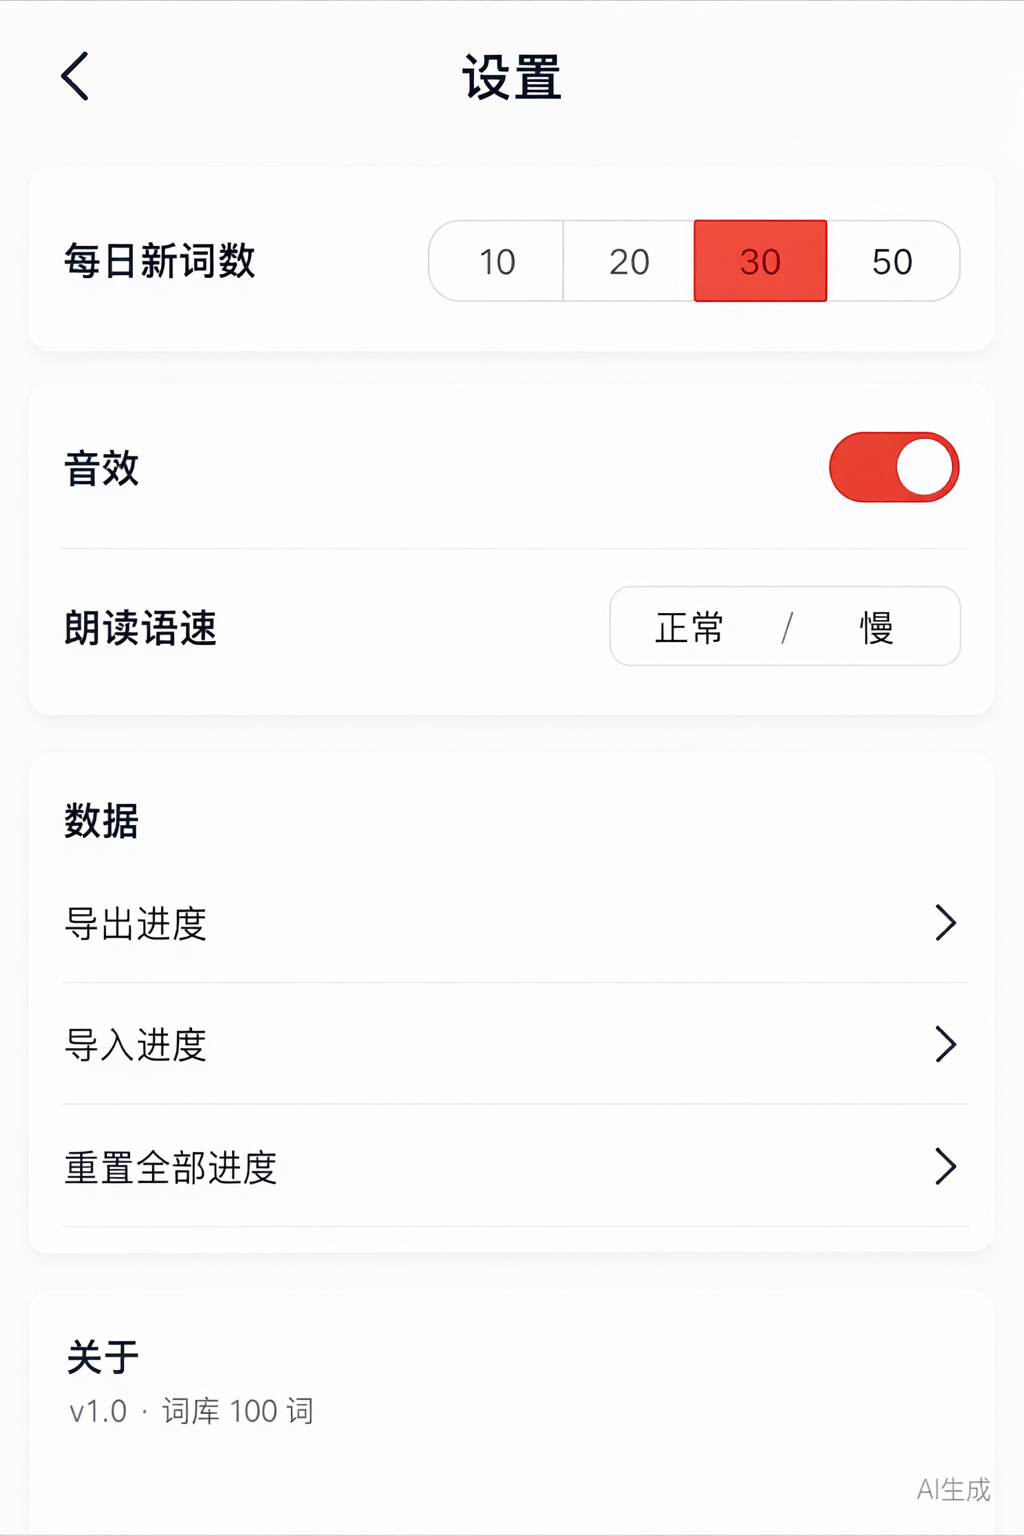 设置
每日新词数 10 20 30 50
音效
朗读语速 正常 / 慢
数据
导出进度
导入进度
重置全部进度
关于
v1.0 · 词库 100 词
AI生成